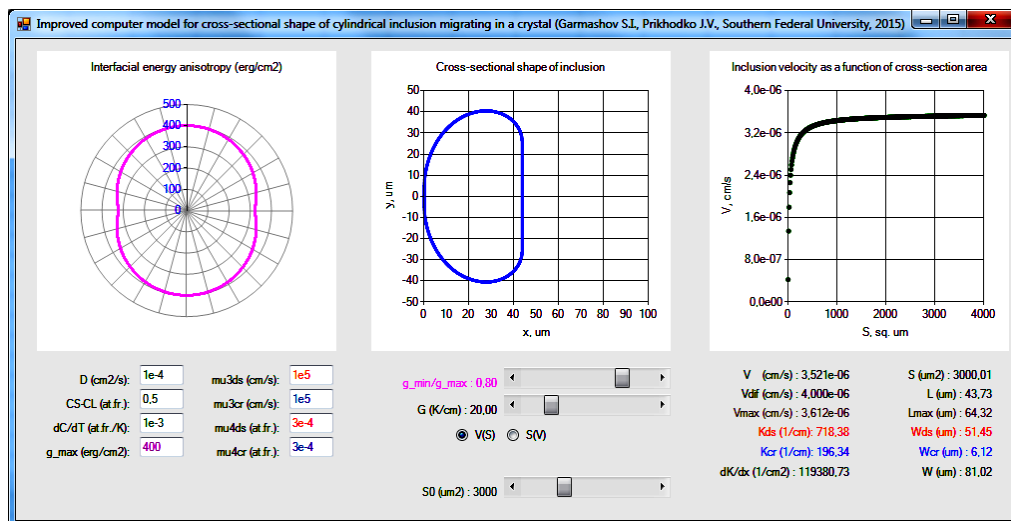 Improved computer model for cross-sectional shape of cylindrical inclusion migrating in a crystal (Garmashov S.I., Prikhodko J.V., Southern Federal University, 2015)
Interfacial energy anisotropy (erg/cm2)
500
400
300
200
100
0
Cross-sectional shape of inclusion
50
40
30
20
10
0
-10
-20
-30
-40
-50
y, um
0 10 20 30 40 50 60 70 80 90 100
x, um
Inclusion velocity as a function of cross-section area
4,0e-06
3,2e-06
2,4e-06
1,6e-06
8,0e-07
0,0e00
V, cm/s
0 1000 2000 3000 4000
S, sq. um
D (cm2/s): 1e-4 mu3ds (cm/s): 1e5
CS-CL (at.fr.): 0,5 mu3cr (cm/s): 1e5
dC/dT (at.fr./K): 1e-3 mu4ds (at.fr.): 3e-4
g_max (erg/cm2): 400 mu4cr (at.fr.): 3e-4
g_min/g_max : 0,80
G (K/cm) : 20,00
V(S) S(V)
S0 (um2) : 3000
V (cm/s) : 3,521e-06 S (um2) : 3000,01
Vdif (cm/s) : 4,000e-06 L (um) : 43,73
Vmax (cm/s) : 3,612e-06 Lmax (um) : 64,32
Kds (1/cm): 718,38 Wds (um) : 51,45
Kcr (1/cm): 196,34 Wcr (um) : 6,12
dK/dx (1/cm2) : 119380,73 W (um) : 81,02